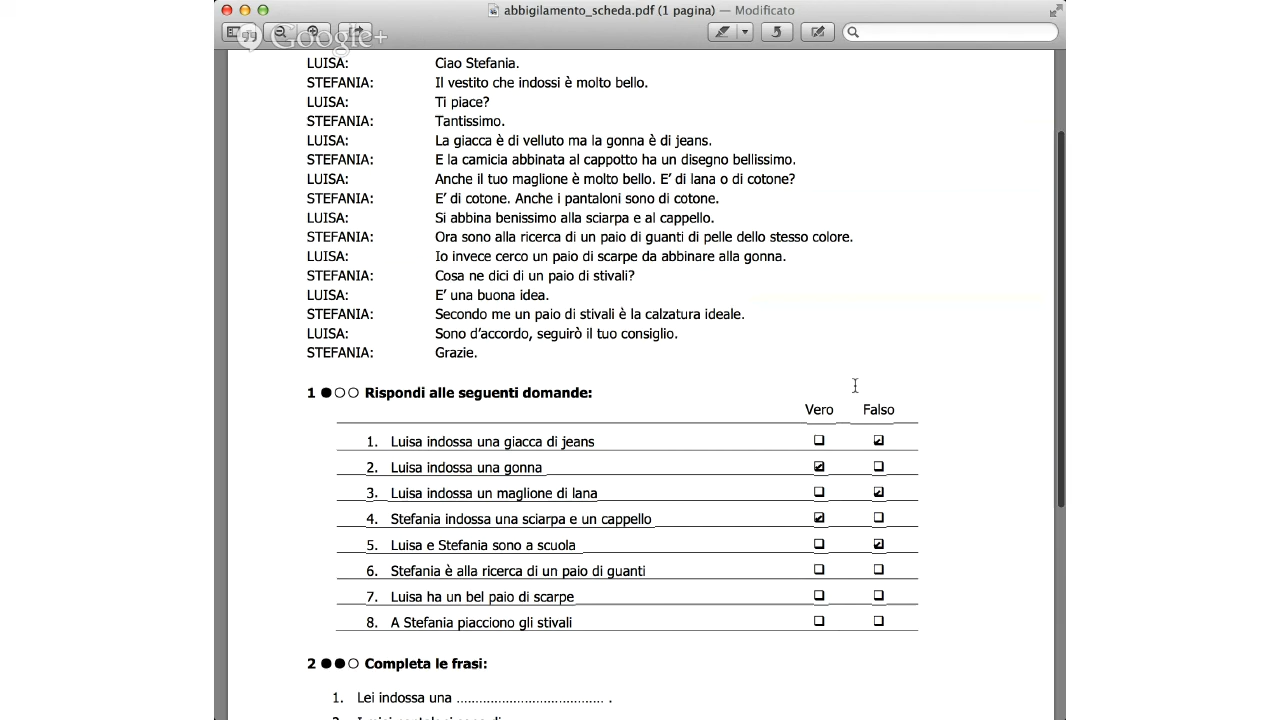 abbigilamento_scheda.pdf (1 pagina) — Modificato
Google+
LUISA: Ciao Stefania.
STEFANIA: Il vestito che indossi è molto bello.
LUISA: Ti piace?
STEFANIA: Tantissimo.
LUISA: La giacca è di velluto ma la gonna è di jeans.
STEFANIA: E la camicia abbinata al cappotto ha un disegno bellissimo.
LUISA: Anche il tuo maglione è molto bello. E' di lana o di cotone?
STEFANIA: E' di cotone. Anche i pantaloni sono di cotone.
LUISA: Si abbina benissimo alla sciarpa e al cappello.
STEFANIA: Ora sono alla ricerca di un paio di guanti di pelle dello stesso colore.
LUISA: Io invece cerco un paio di scarpe da abbinare alla gonna.
STEFANIA: Cosa ne dici di un paio di stivali?
LUISA: E' una buona idea.
STEFANIA: Secondo me un paio di stivali è la calzatura ideale.
LUISA: Sono d'accordo, seguirò il tuo consiglio.
STEFANIA: Grazie.
1 ●○○ Rispondi alle seguenti domande:
Vero Falso
1. Luisa indossa una giacca di jeans
2. Luisa indossa una gonna
3. Luisa indossa un maglione di lana
4. Stefania indossa una sciarpa e un cappello
5. Luisa e Stefania sono a scuola
6. Stefania è alla ricerca di un paio di guanti
7. Luisa ha un bel paio di scarpe
8. A Stefania piacciono gli stivali
2 ●●○ Completa le frasi:
1. Lei indossa una ...................................... .